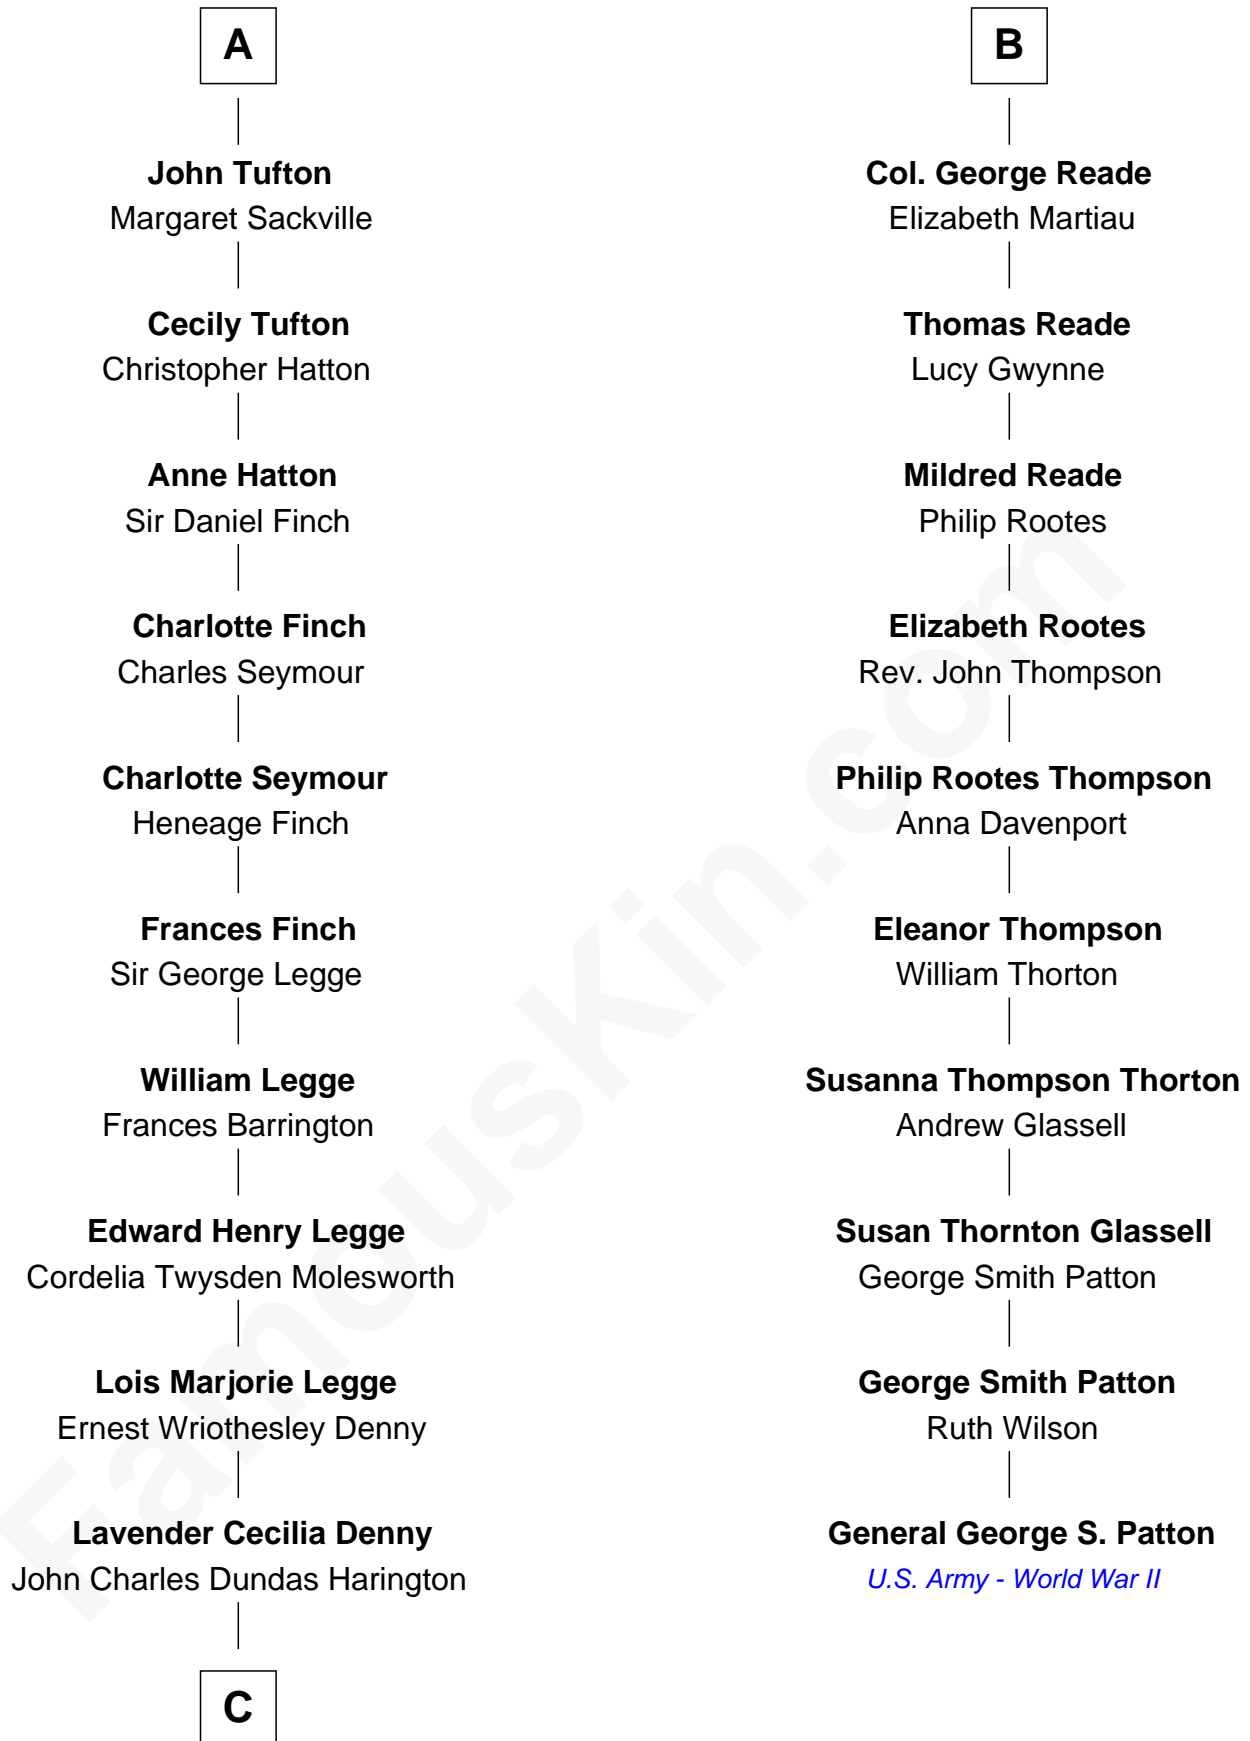 A
John Tufton
Margaret Sackville
Cecily Tufton
Christopher Hatton
Anne Hatton
Sir Daniel Finch
Charlotte Finch
Charles Seymour
Charlotte Seymour
Heneage Finch
Frances Finch
Sir George Legge
William Legge
Frances Barrington
Edward Henry Legge
Cordelia Twysden Molesworth
Lois Marjorie Legge
Ernest Wriothesley Denny
Lavender Cecilia Denny
John Charles Dundas Harington
C
B
Col. George Reade
Elizabeth Martiau
Thomas Reade
Lucy Gwynne
Mildred Reade
Philip Rootes
Elizabeth Rootes
Rev. John Thompson
Philip Rootes Thompson
Anna Davenport
Eleanor Thompson
William Thorton
Susanna Thompson Thorton
Andrew Glassell
Susan Thornton Glassell
George Smith Patton
George Smith Patton
Ruth Wilson
General George S. Patton
U.S. Army - World War II
FamousKin.com